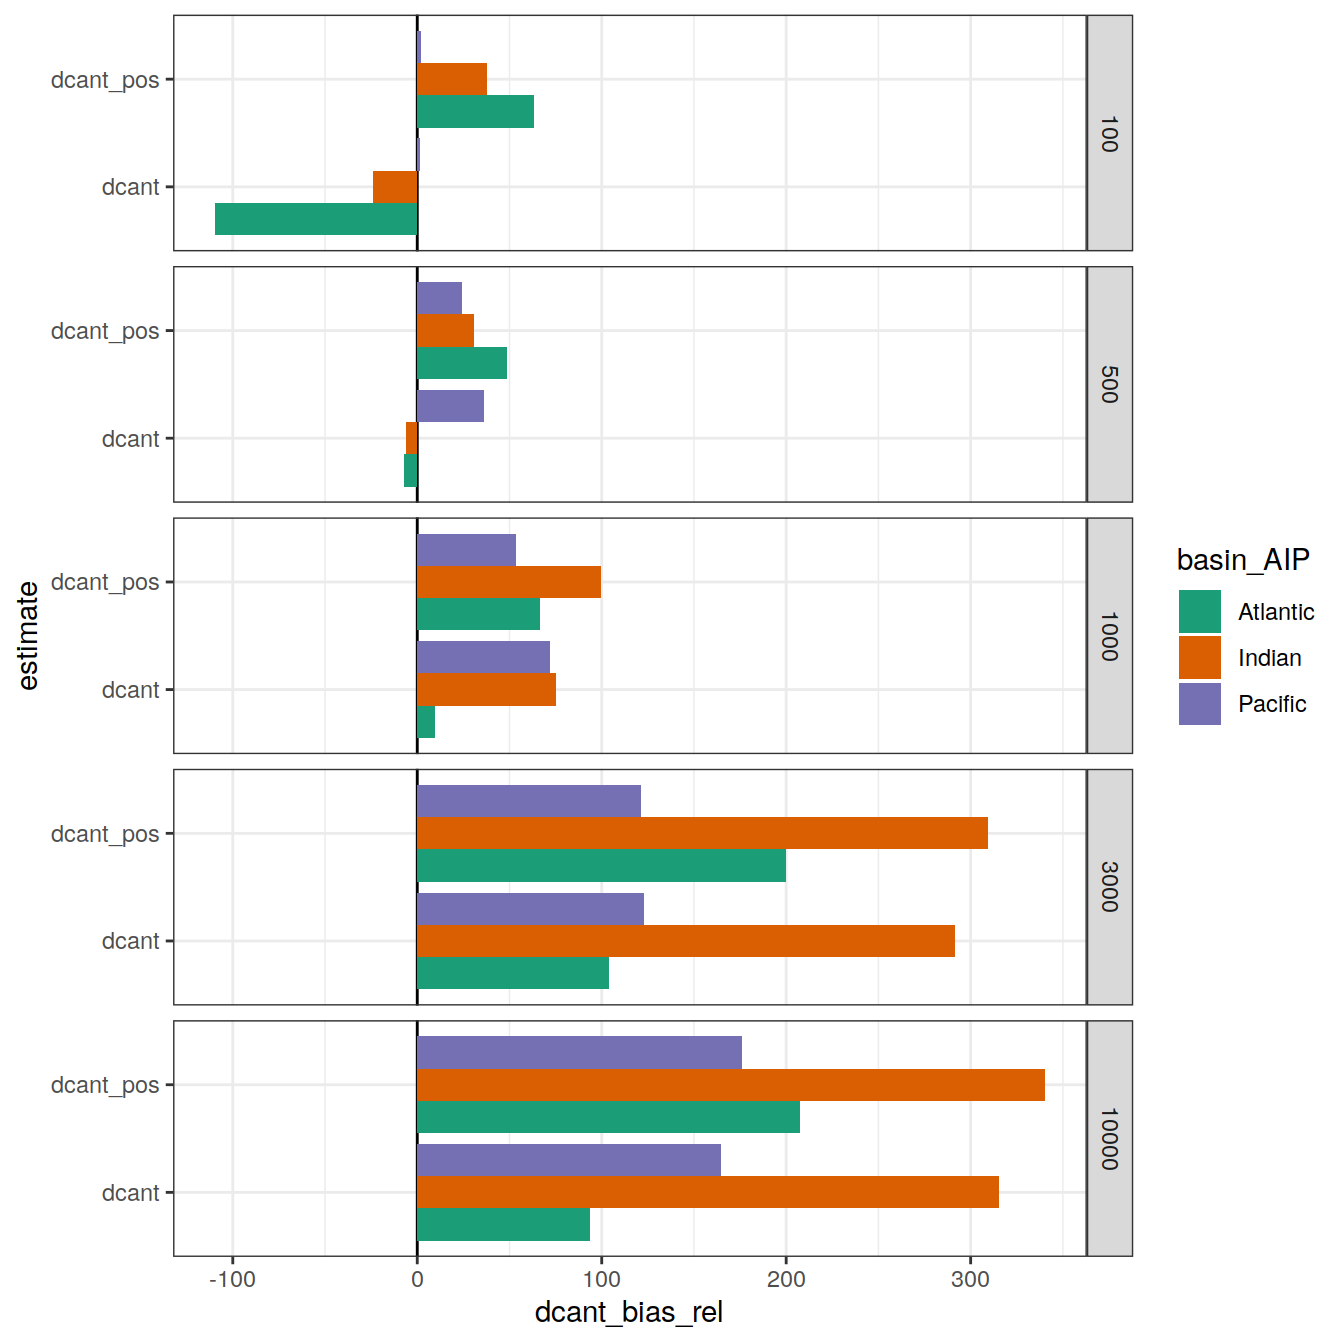 dcant_pos
dcant
100
dcant_pos
dcant
500
dcant_pos
dcant
1000
dcant_pos
dcant
3000
dcant_pos
dcant
10000
estimate
-100 0 100 200 300
dcant_bias_rel
basin_AIP
Atlantic
Indian
Pacific